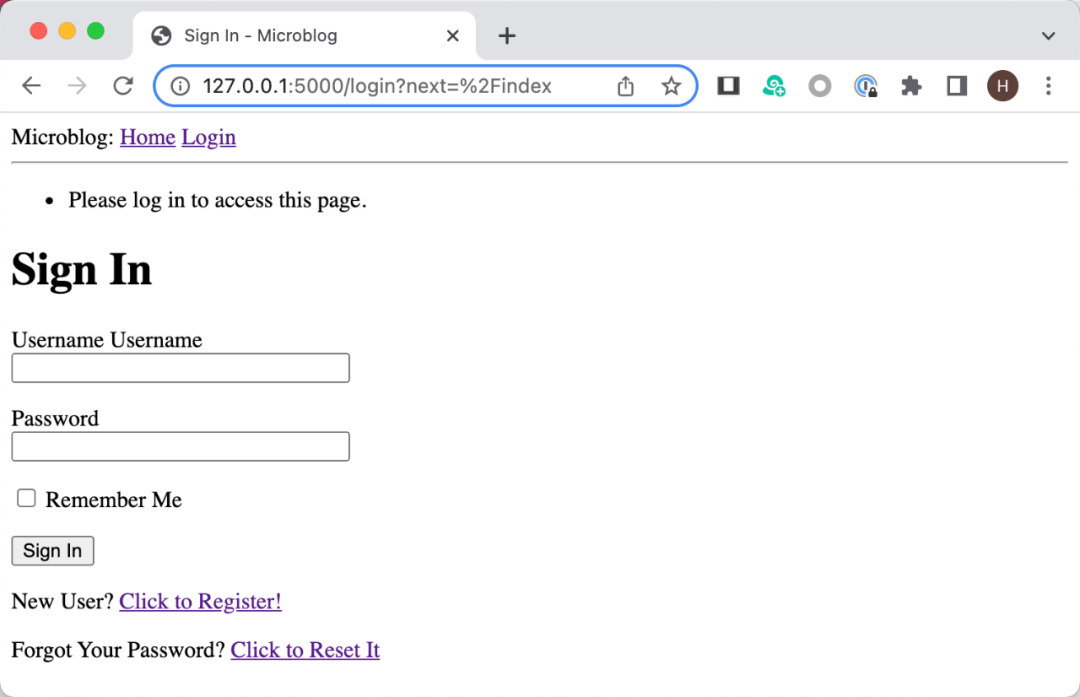 Sign In - Microblog
127.0.0.1:5000/login?next=%2Findex
H
Microblog: Home Login
• Please log in to access this page.
Sign In
Username Username
Password
Remember Me
Sign In
New User? Click to Register!
Forgot Your Password? Click to Reset It